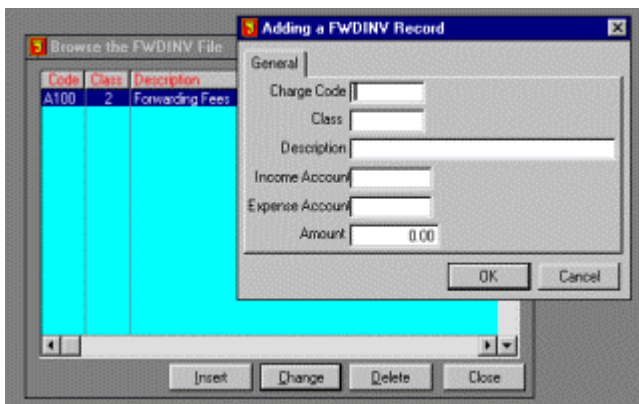 Adding a FWDINV Record
Browse the FWDINV File
General
Code Class Description
A100 2 Forwarding Fees
Charge Code
Class
Description
Income Account
Expense Account
Amount 0.00
OK Cancel
Insert Change Delete Close